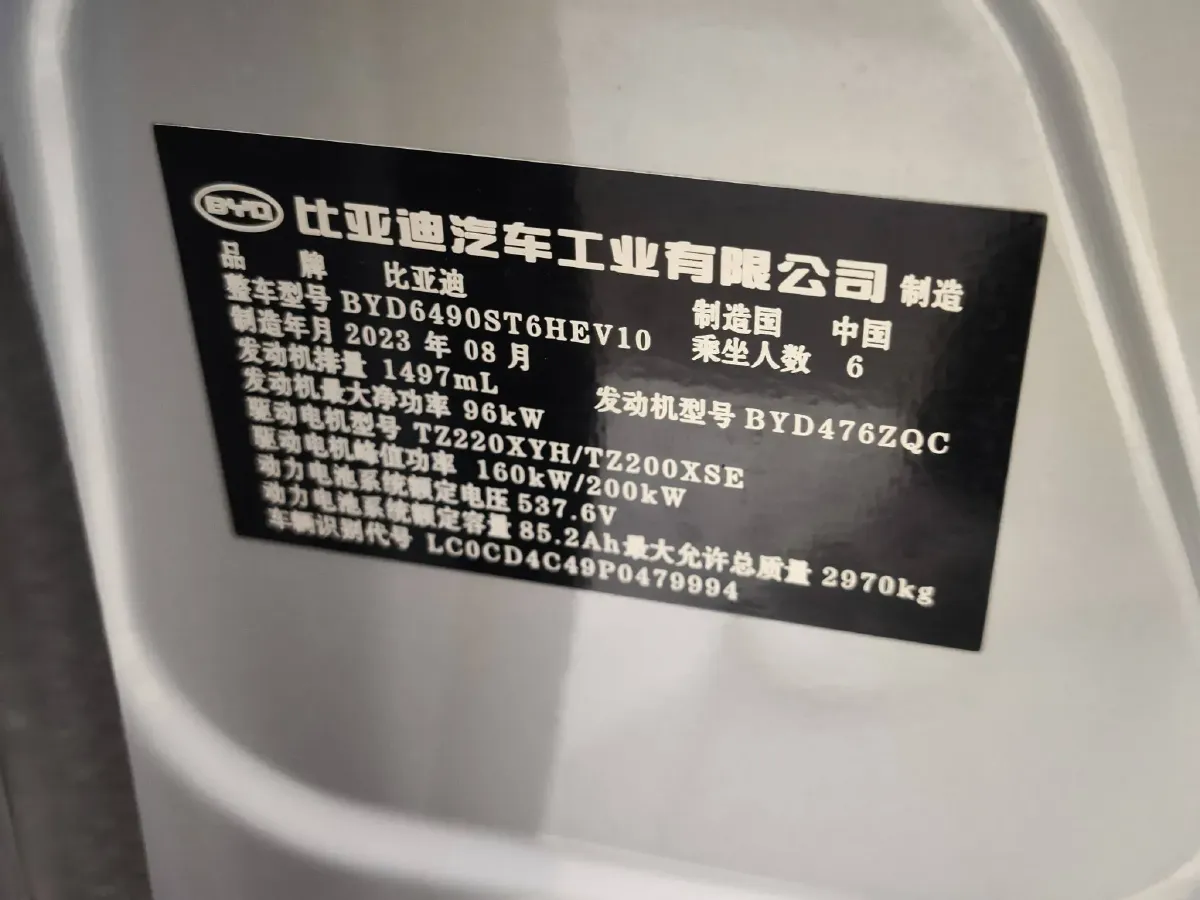 BYD 比亚迪汽车工业有限公司 制造
品 牌 比亚迪 制造国 中国
整车型号 BYD6490ST6HEV10 乘坐人数 6
制造年月 2023 年 08 月
发动机排量 1497mL 发动机型号 BYD476ZQC
发动机最大净功率 96kW
驱动电机型号 TZ220XYH/TZ200XSE
驱动电机峰值功率 160kW/200kW
动力电池系统额定电压 537.6V
动力电池系统额定容量 85.2Ah 最大允许总质量 2970kg
车辆识别代号 LC0CD4C49P0479994